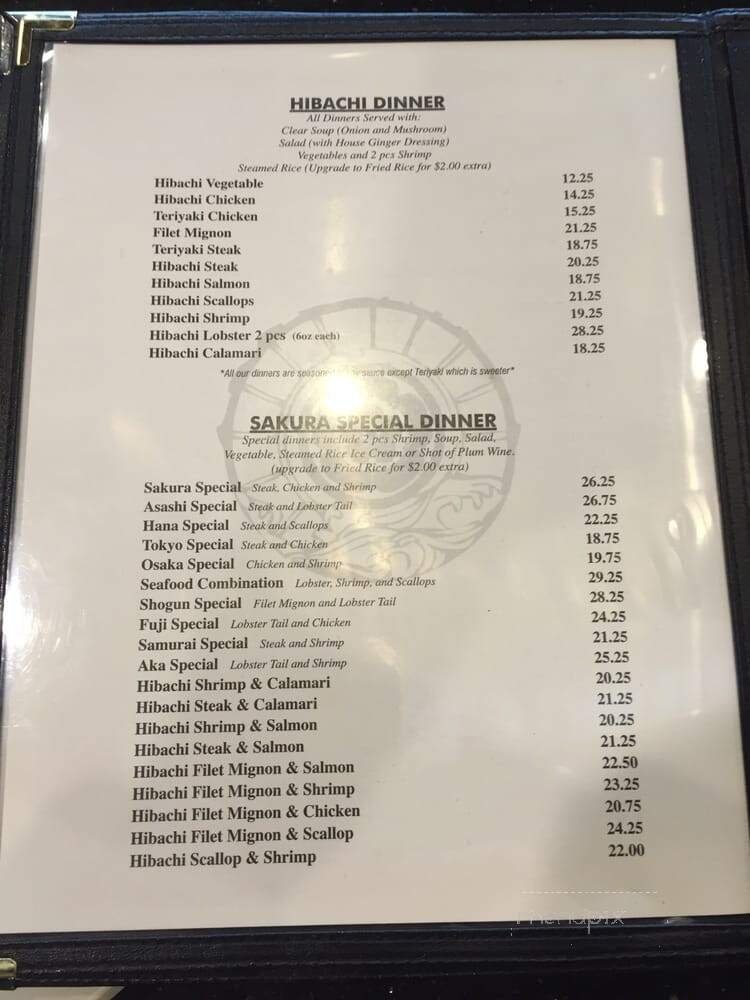 HIBACHI DINNER
All Dinners Served with:
Clear Soup (Onion and Mushroom)
Salad (with House Ginger Dressing)
Vegetables and 2 pcs Shrimp
Steamed Rice (Upgrade to Fried Rice for $2.00 extra)
Hibachi Vegetable 12.25
Hibachi Chicken 14.25
Teriyaki Chicken 15.25
Filet Mignon 21.25
Teriyaki Steak 18.75
Hibachi Steak 20.25
Hibachi Salmon 18.75
Hibachi Scallops 21.25
Hibachi Shrimp 19.25
Hibachi Lobster 2 pcs (6oz each) 28.25
Hibachi Calamari 18.25
*All our dinners are seasoned sauce except Teriyaki which is sweeter*
SAKURA SPECIAL DINNER
Special dinners include 2 pcs Shrimp, Soup, Salad,
Vegetable, Steamed Rice Ice Cream or Shot of Plum Wine.
(upgrade to Fried Rice for $2.00 extra)
Sakura Special Steak, Chicken and Shrimp 26.25
Asashi Special Steak and Lobster Tail 26.75
Hana Special Steak and Scallops 22.25
Tokyo Special Steak and Chicken 18.75
Osaka Special Chicken and Shrimp 19.75
Seafood Combination Lobster, Shrimp, and Scallops 29.25
Shogun Special Filet Mignon and Lobster Tail 28.25
Fuji Special Lobster Tail and Chicken 24.25
Samurai Special Steak and Shrimp 21.25
Aka Special Lobster Tail and Shrimp 25.25
Hibachi Shrimp & Calamari 20.25
Hibachi Steak & Calamari 21.25
Hibachi Shrimp & Salmon 20.25
Hibachi Steak & Salmon 21.25
Hibachi Filet Mignon & Salmon 22.50
Hibachi Filet Mignon & Shrimp 23.25
Hibachi Filet Mignon & Chicken 20.75
Hibachi Filet Mignon & Scallop 24.25
Hibachi Scallop & Shrimp 22.00